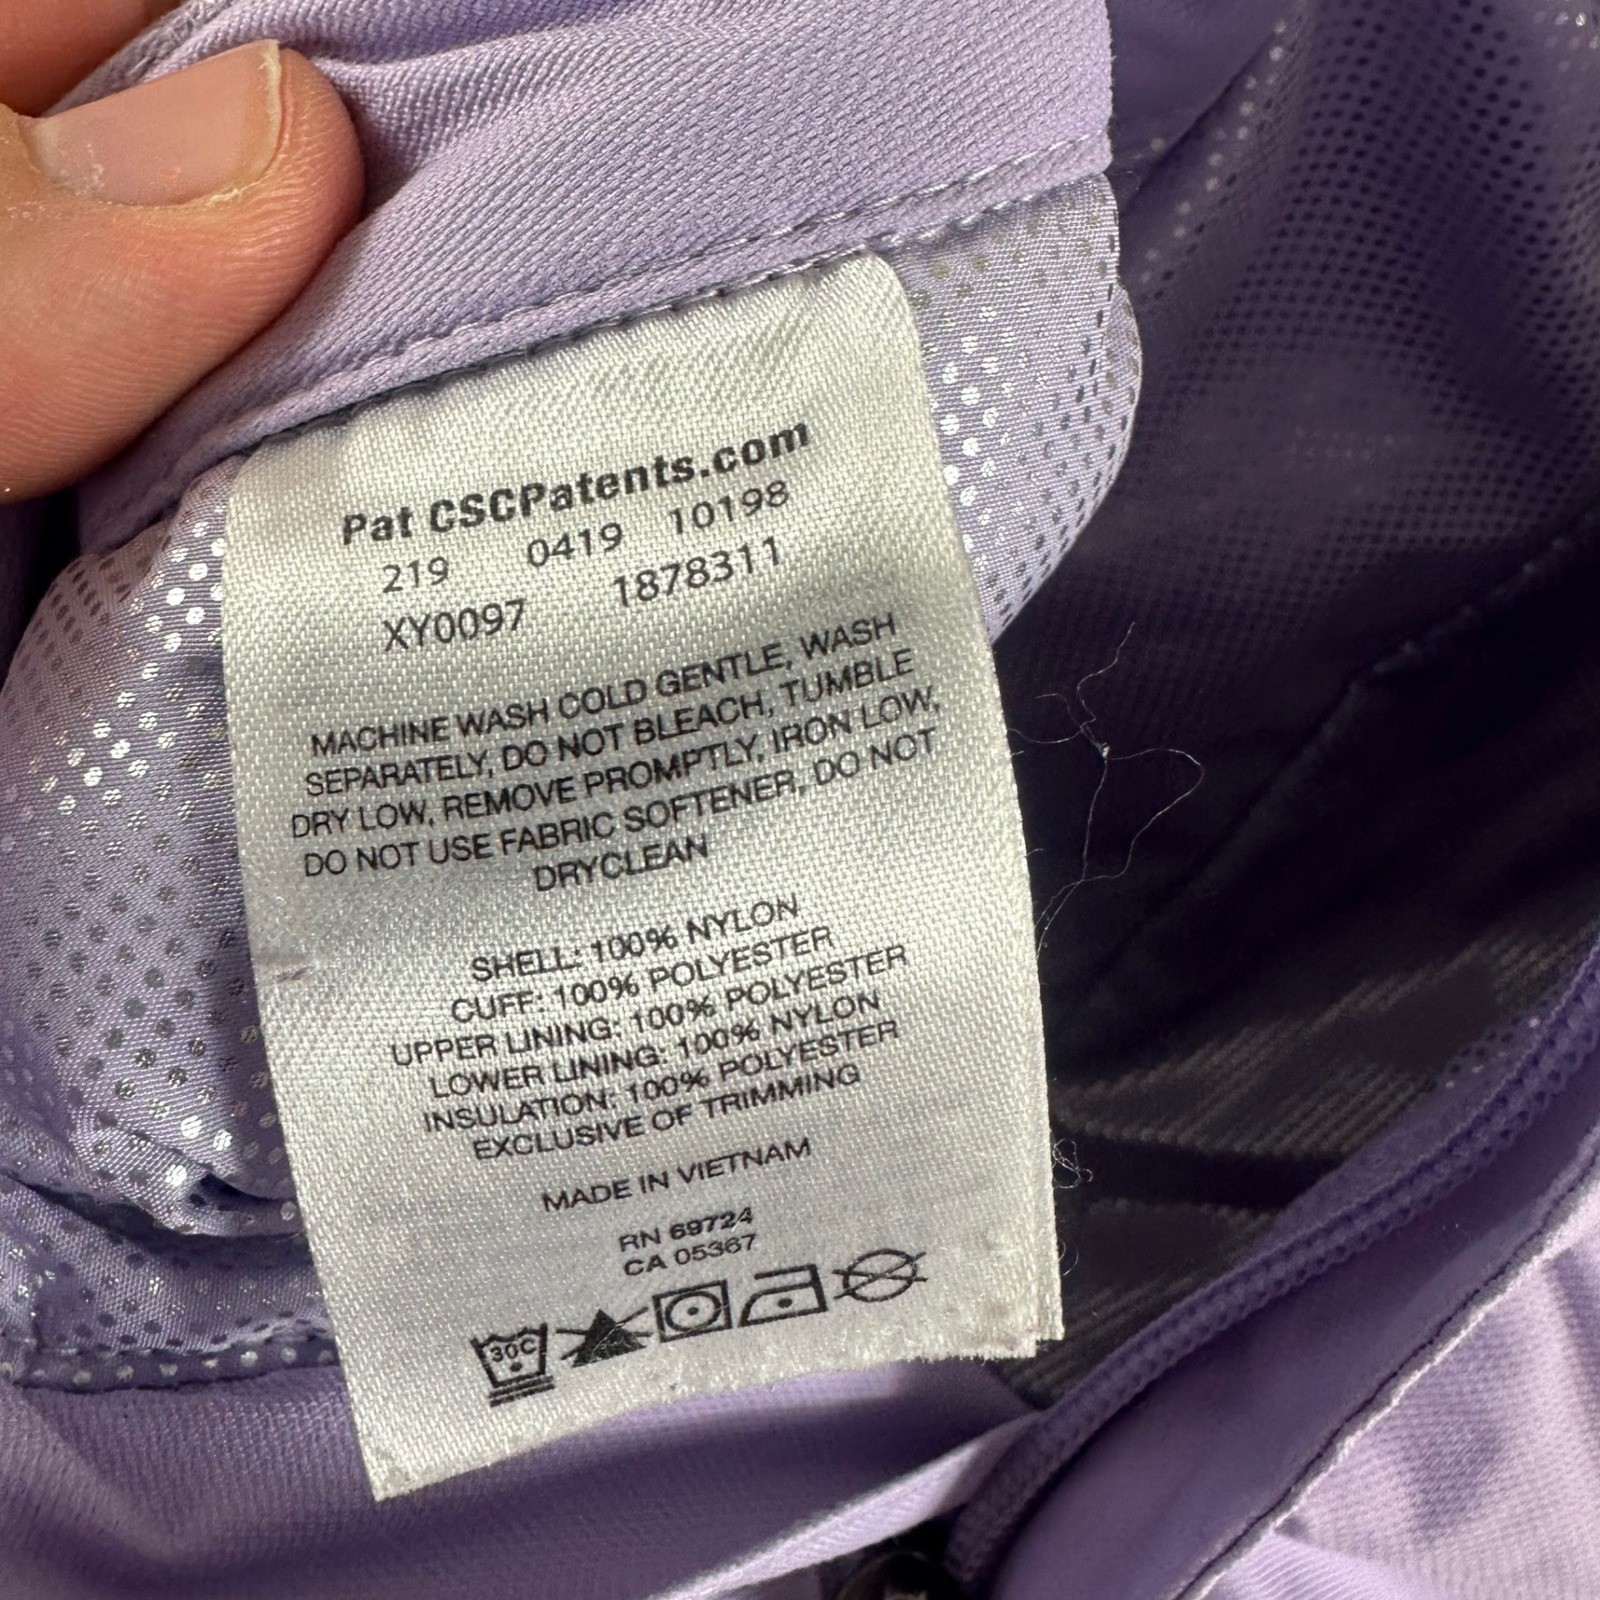 Pat CSCPatents.com
219 0419 10198
XY0097 1878311
MACHINE WASH COLD GENTLE, WASH
SEPARATELY, DO NOT BLEACH, TUMBLE
DRY LOW, REMOVE PROMPTLY, IRON LOW,
DO NOT USE FABRIC SOFTENER, DO NOT
DRYCLEAN
SHELL: 100% NYLON
CUFF: 100% POLYESTER
UPPER LINING: 100% POLYESTER
LOWER LINING: 100% NYLON
INSULATION: 100% POLYESTER
EXCLUSIVE OF TRIMMING
MADE IN VIETNAM
RN 69724
CA 05367
30C